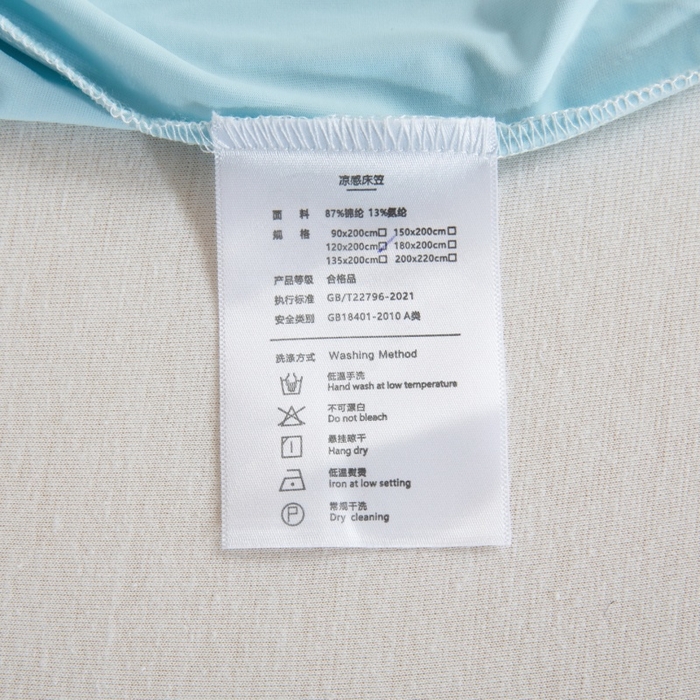 凉感床笠
面 料 87%锦纶 13%氨纶
规 格 90x200cm□ 150x200cm□
120x200cm☑ 180x200cm□
135x200cm□ 200x220cm□
产品等级 合格品
执行标准 GB/T22796-2021
安全类别 GB18401-2010 A类
洗涤方式 Washing Method
低温手洗
Hand wash at low temperature
不可漂白
Do not bleach
悬挂晾干
Hang dry
低温熨烫
Iron at low setting
常规干洗
P Dry cleaning